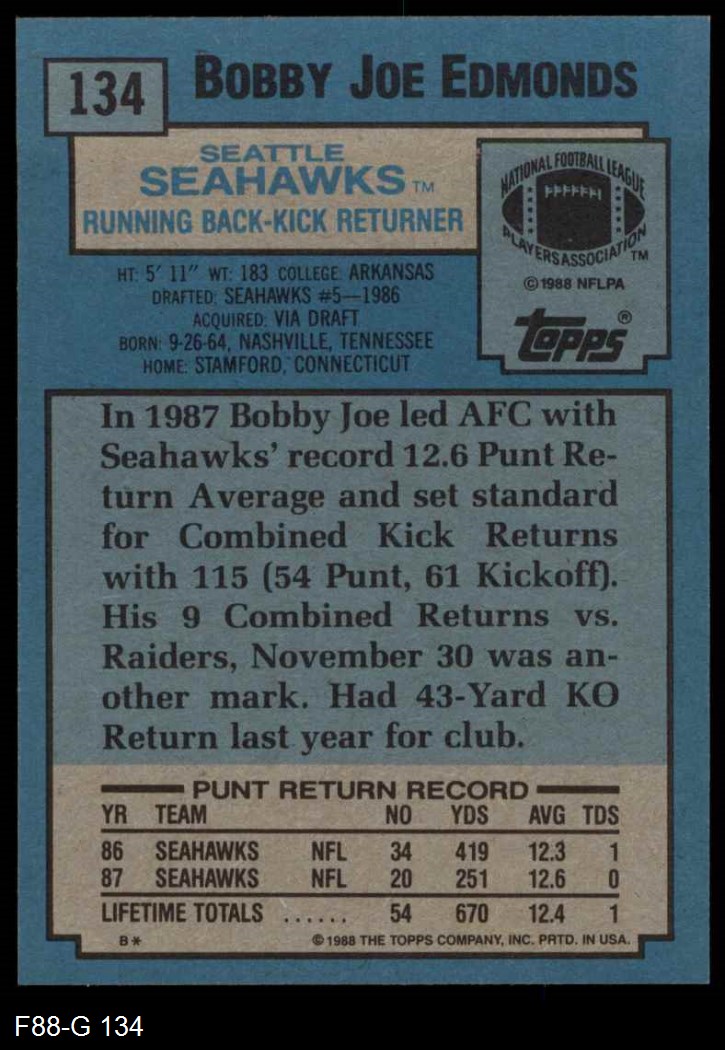 134
BOBBY JOE EDMONDS
SEATTLE
SEAHAWKS TM
RUNNING BACK-KICK RETURNER
NATIONAL FOOTBALL LEAGUE
PLAYERS ASSOCIATION TM
© 1988 NFLPA
topps®
HT: 5' 11" WT: 183 COLLEGE: ARKANSAS
DRAFTED: SEAHAWKS #5—1986
ACQUIRED: VIA DRAFT
BORN: 9-26-64, NASHVILLE, TENNESSEE
HOME: STAMFORD, CONNECTICUT
In 1987 Bobby Joe led AFC with
Seahawks' record 12.6 Punt Re-
turn Average and set standard
for Combined Kick Returns
with 115 (54 Punt, 61 Kickoff).
His 9 Combined Returns vs.
Raiders, November 30 was an-
other mark. Had 43-Yard KO
Return last year for club.
PUNT RETURN RECORD
YR TEAM NO YDS AVG TDS
86 SEAHAWKS NFL 34 419 12.3 1
87 SEAHAWKS NFL 20 251 12.6 0
LIFETIME TOTALS ...... 54 670 12.4 1
B* © 1988 THE TOPPS COMPANY, INC. PRTD. IN USA.
F88-G 134